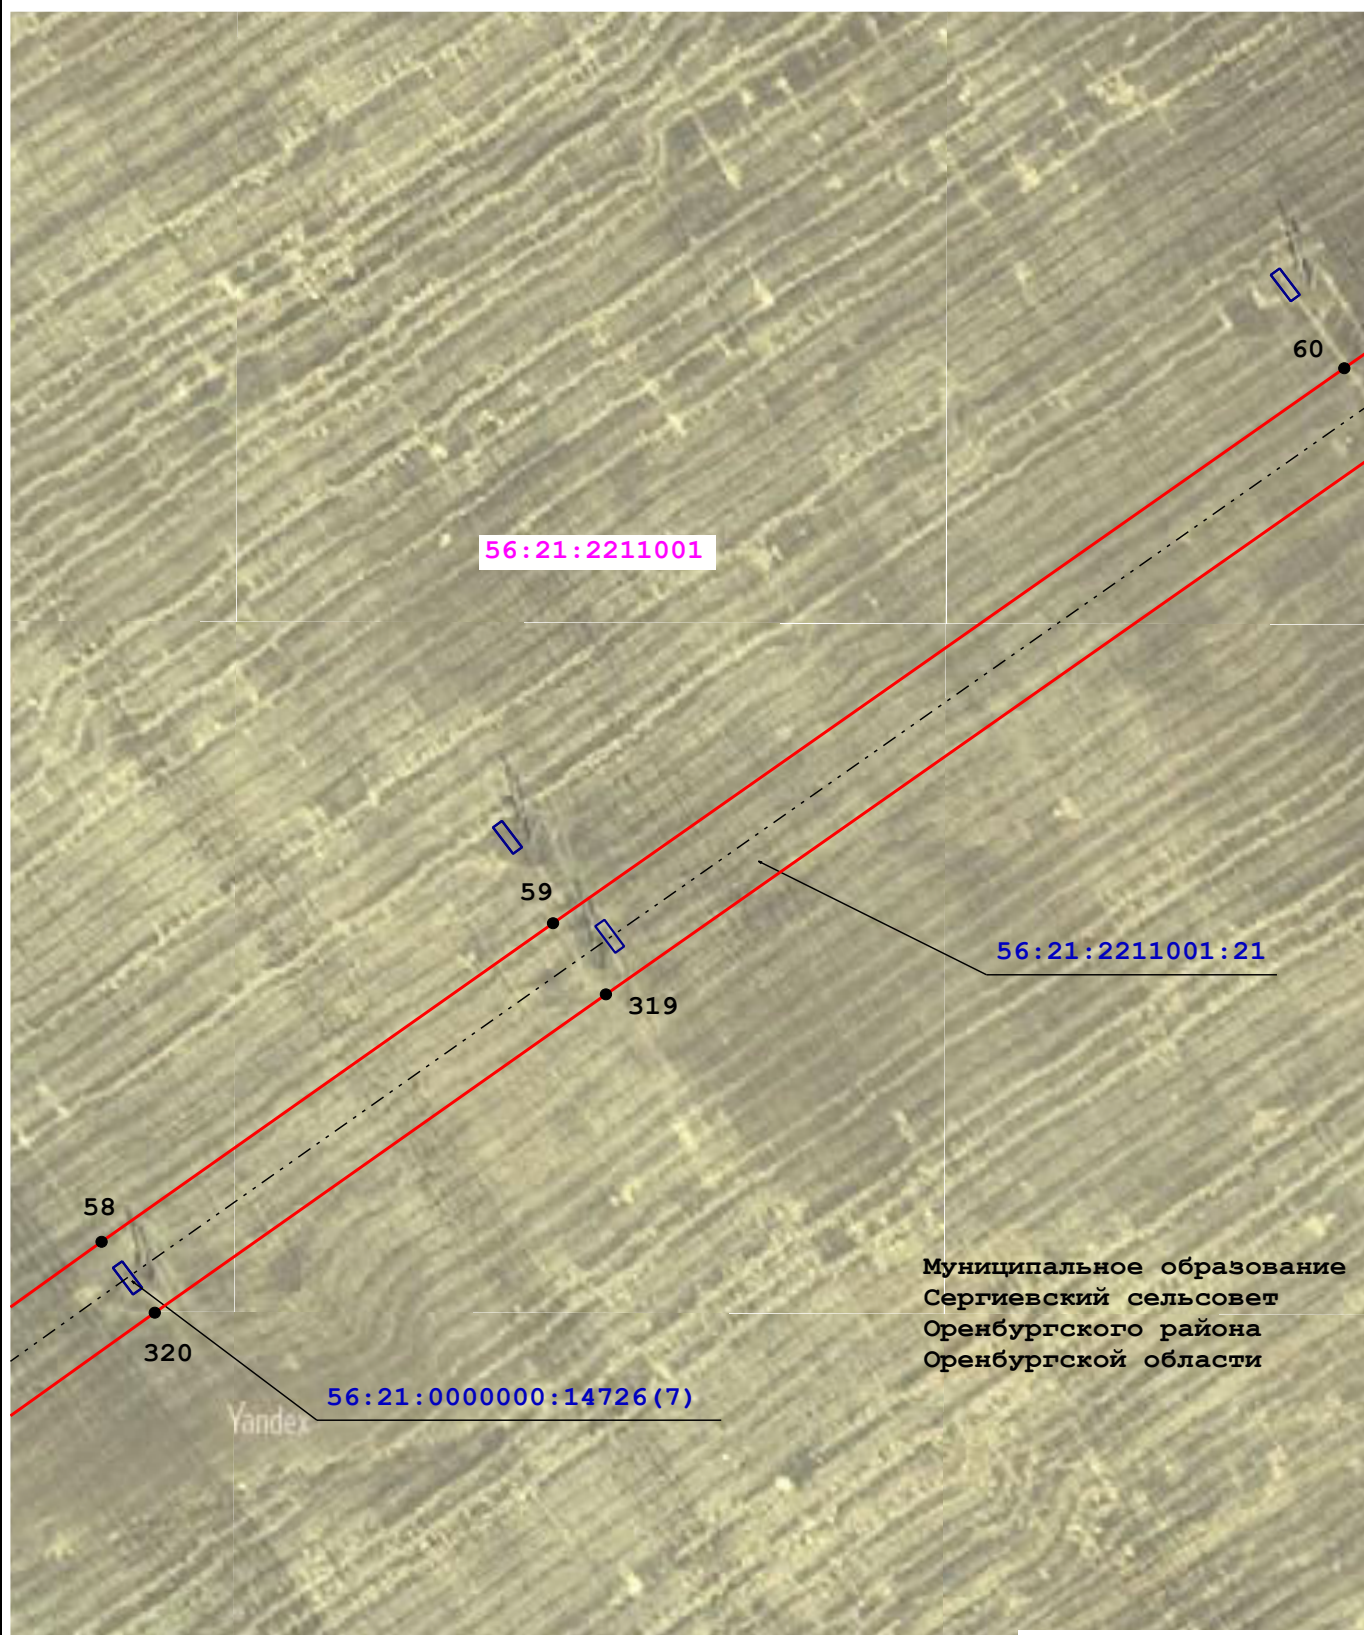 60
56:21:2211001
59
56:21:2211001:21
319
58
Муниципальное образование
Сергиевский сельсовет
Оренбургского района
Оренбургской области
320
56:21:0000000:14726(7)
Yandex